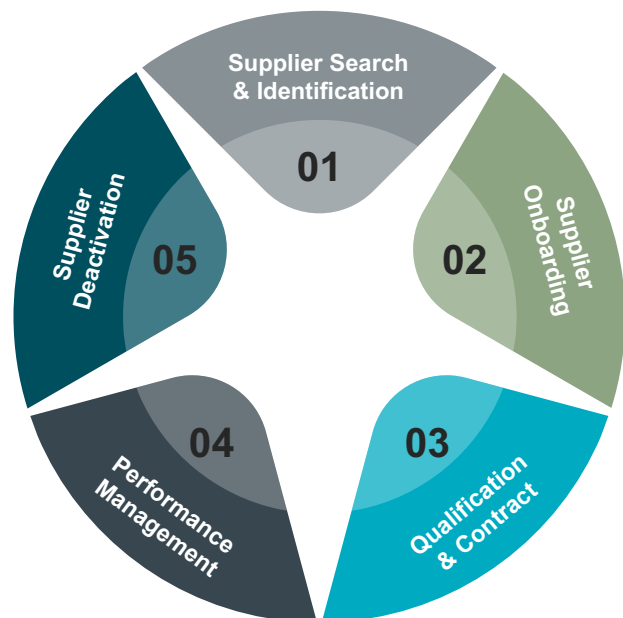 Supplier Search
& Identification
01
Supplier
Onboarding
02
Qualification
& Contract
03
Performance
Management
04
Supplier
Deactivation
05